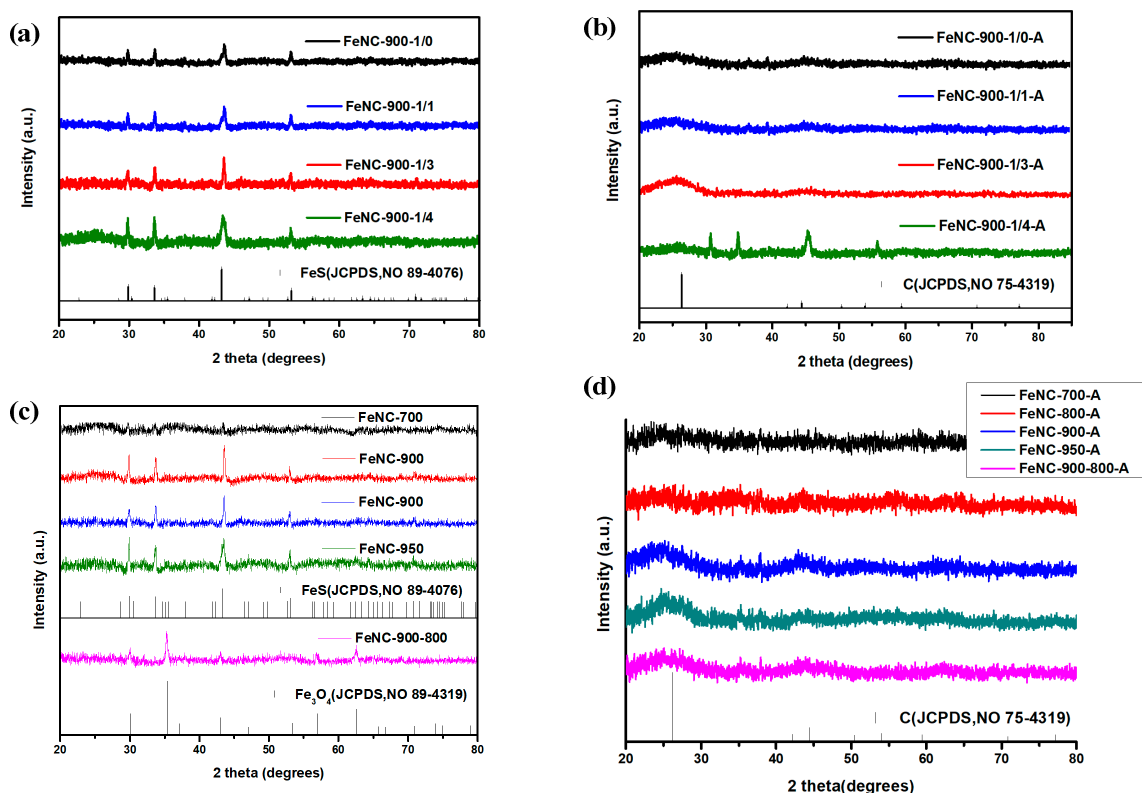 (a)
FeNC-900-1/0
FeNC-900-1/1
FeNC-900-1/3
FeNC-900-1/4
FeS(JCPDS,NO 89-4076)
Intensity (a.u.)
20 30 40 50 60 70 80
2 theta (degrees)
(b)
FeNC-900-1/0-A
FeNC-900-1/1-A
FeNC-900-1/3-A
FeNC-900-1/4-A
C(JCPDS,NO 75-4319)
Intensity (a.u.)
20 30 40 50 60 70 80
2 theta (degrees)
(c)
FeNC-700
FeNC-900
FeNC-900
FeNC-950
FeS(JCPDS,NO 89-4076)
FeNC-900-800
Fe3O4(JCPDS,NO 89-4319)
Intensity (a.u.)
20 30 40 50 60 70 80
2 theta (degrees)
(d)
FeNC-700-A
FeNC-800-A
FeNC-900-A
FeNC-950-A
FeNC-900-800-A
C(JCPDS,NO 75-4319)
Intensity (a.u.)
20 30 40 50 60 70 80
2 theta(degrees)